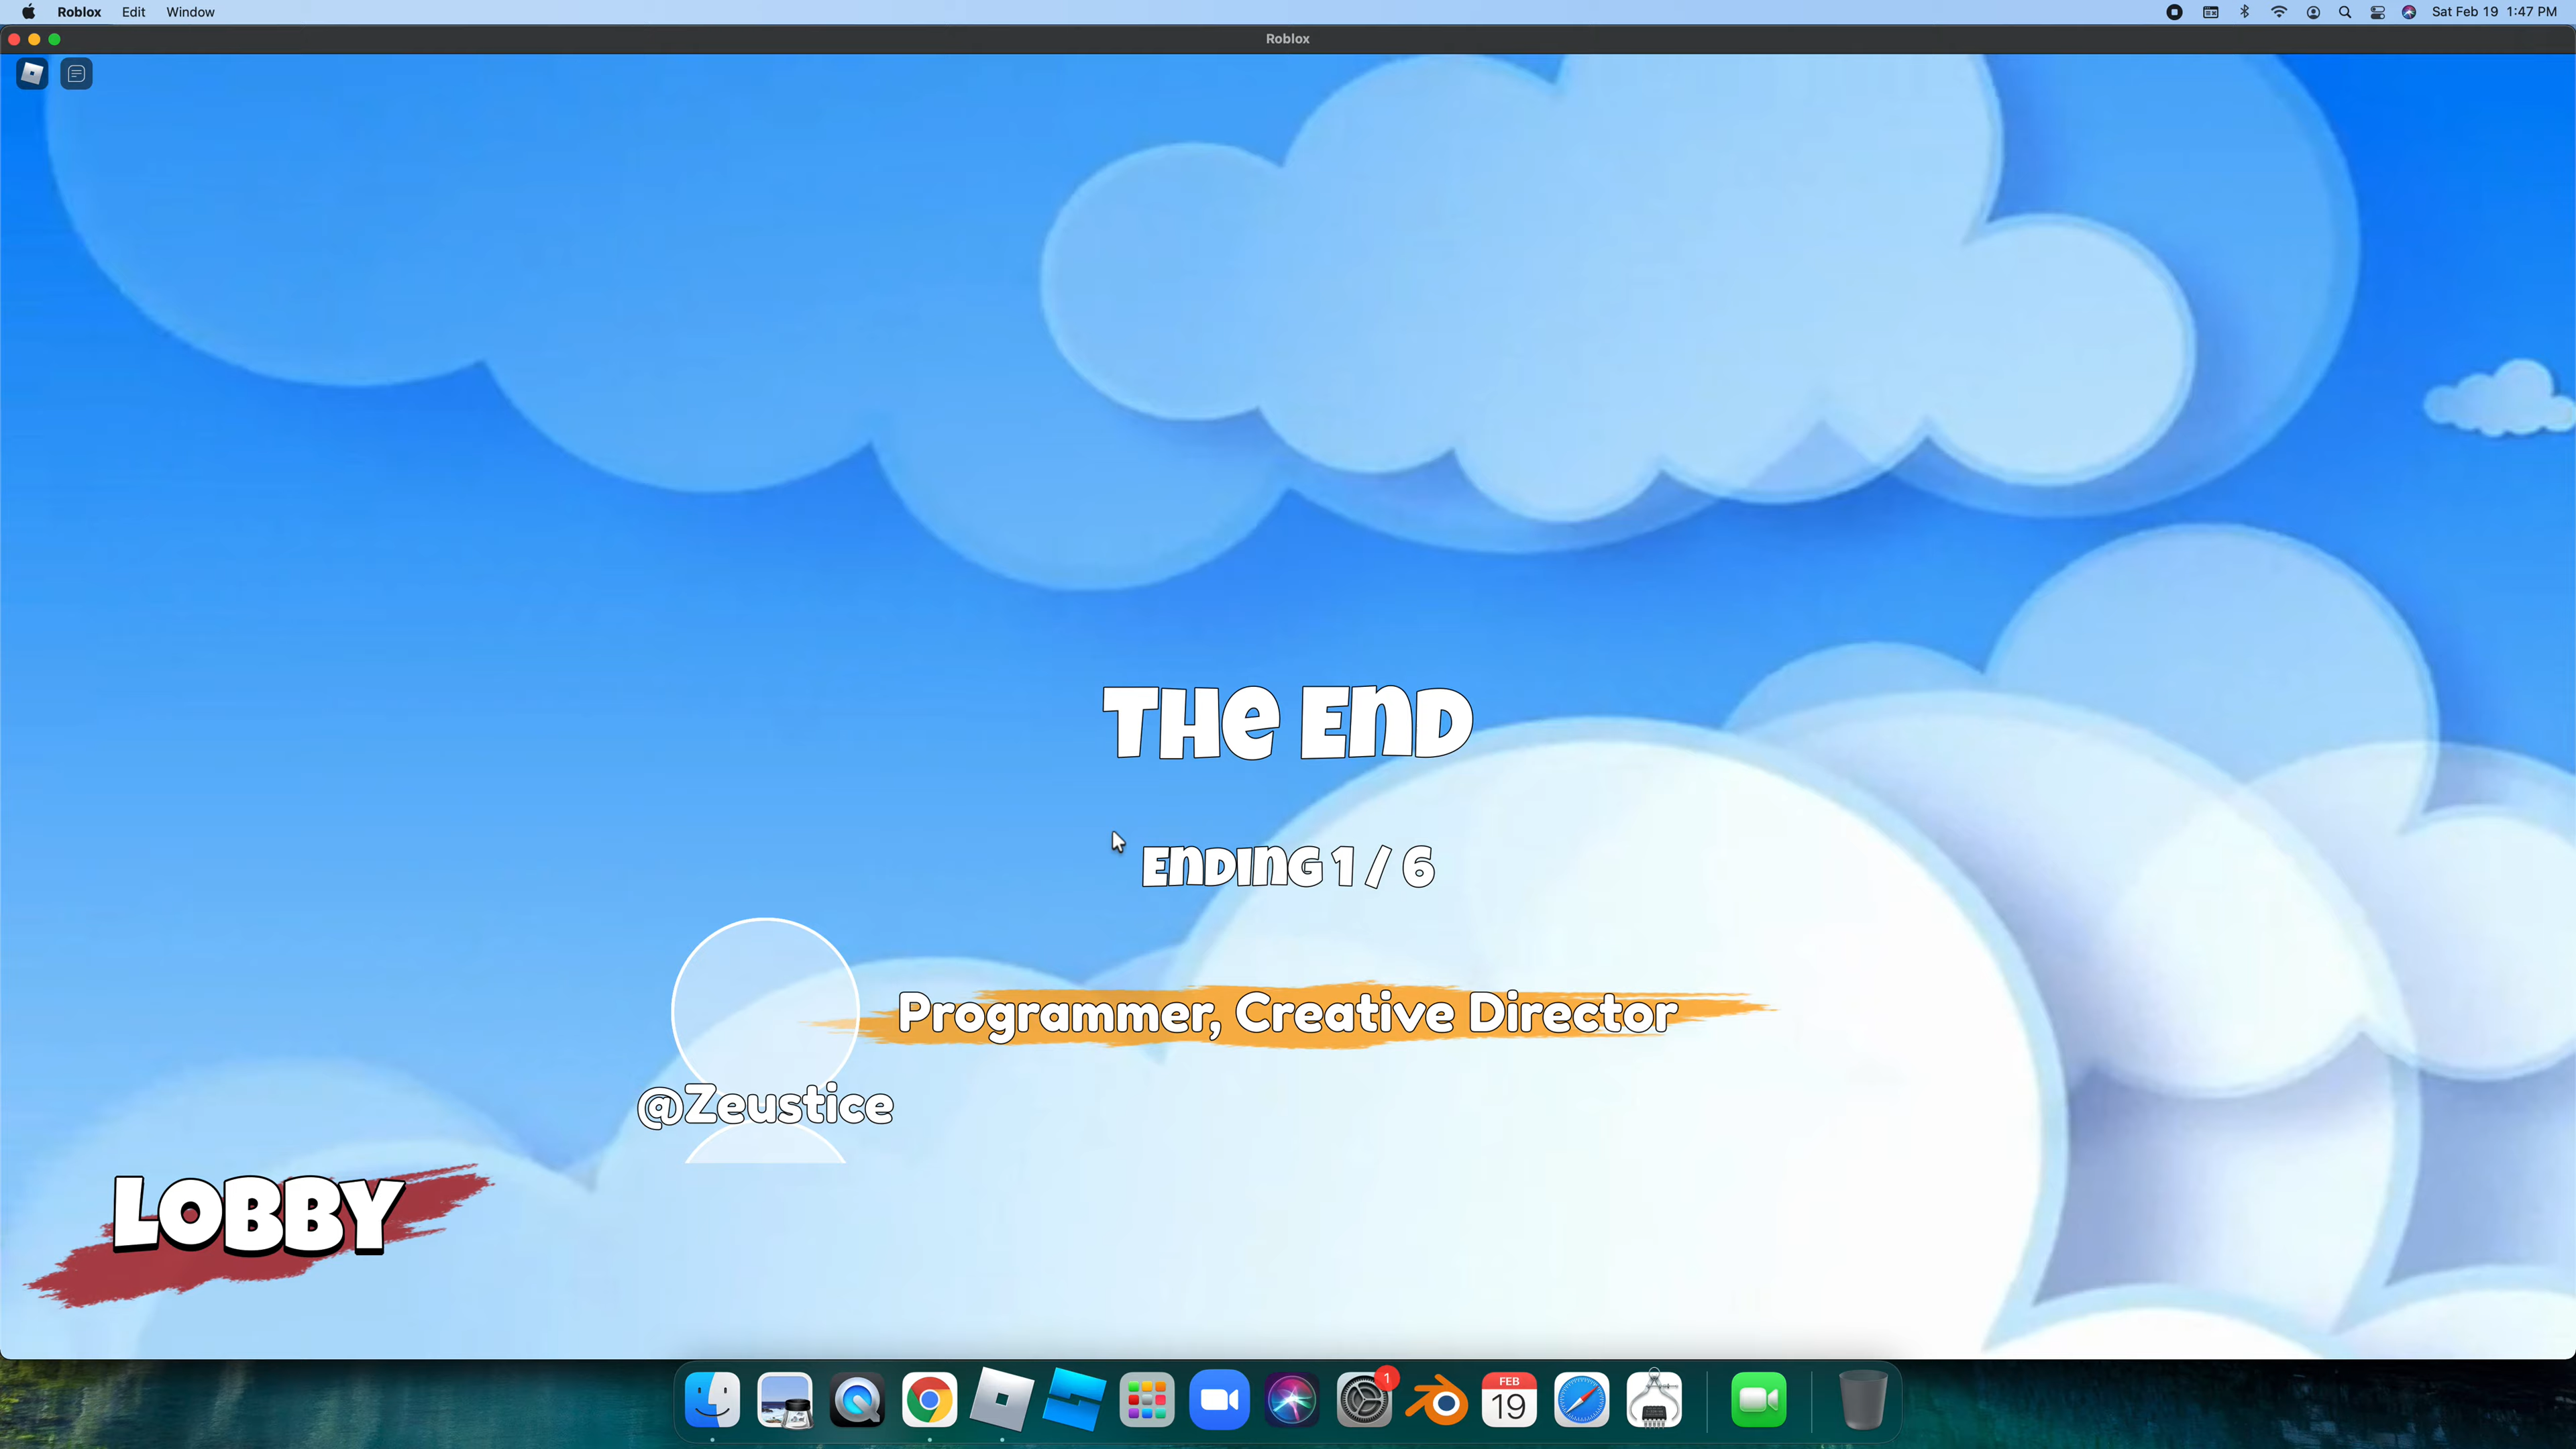 Roblox Edit Window Sat Feb 19 1:47 PM
Roblox
THe END
ENDING 1 / 6
Programmer, Creative Director
@Zeustice
LOBBY
1
FEB
19